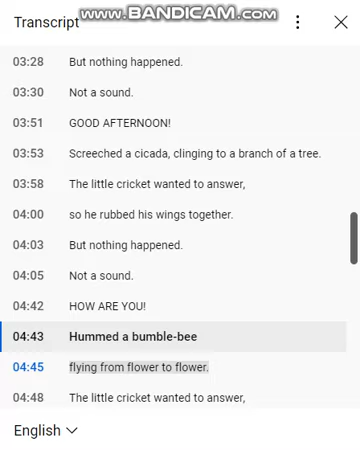 Transcript
www.BANDICAM.com
03:28 But nothing happened.
03:30 Not a sound.
03:51 GOOD AFTERNOON!
03:53 Screeched a cicada, clinging to a branch of a tree.
03:58 The little cricket wanted to answer,
04:00 so he rubbed his wings together.
04:03 But nothing happened.
04:05 Not a sound.
04:42 HOW ARE YOU!
04:43 Hummed a bumble-bee
04:45 flying from flower to flower.
04:48 The little cricket wanted to answer,
English